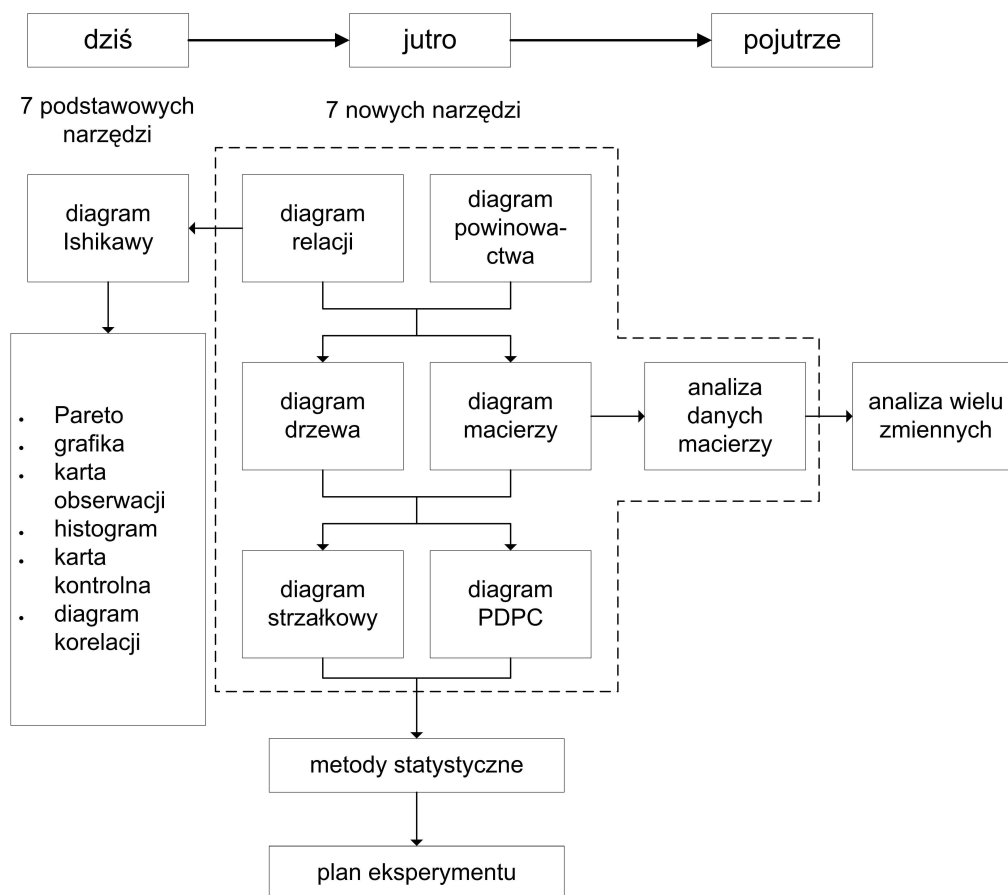 dziś
jutro
pojutrze
7 podstawowych
narzędzi
7 nowych narzędzi
diagram
Ishikawy
diagram
relacji
diagram
powinowa-
ctwa
diagram
drzewa
diagram
macierzy
analiza
danych
macierzy
analiza wielu
zmiennych
• Pareto
• grafika
• karta
obserwacji
• histogram
• karta
kontrolna
• diagram
korelacji
diagram
strzałkowy
diagram
PDPC
metody statystyczne
plan eksperymentu